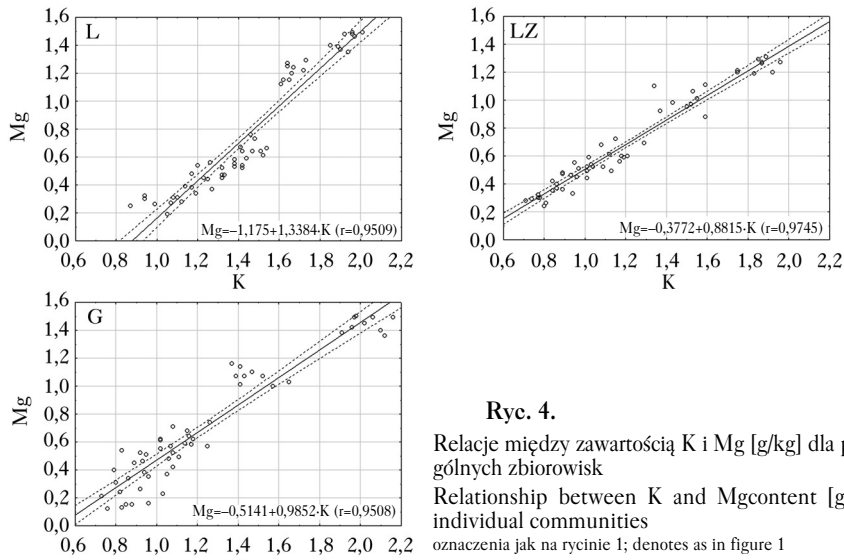 L
1,6
1,4
1,2
1,0
0,8
0,6
0,4
0,2
0,0
Mg
Mg=−1,175+1,3384·K (r=0,9509)
0,6 0,8 1,0 1,2 1,4 1,6 1,8 2,0 2,2
K
LZ
1,6
1,4
1,2
1,0
0,8
0,6
0,4
0,2
0,0
Mg
Mg=−0,3772+0,8815·K (r=0,9745)
0,6 0,8 1,0 1,2 1,4 1,6 1,8 2,0 2,2
K
G
1,6
1,4
1,2
1,0
0,8
0,6
0,4
0,2
0,0
Mg
Mg=−0,5141+0,9852·K (r=0,9508)
0,6 0,8 1,0 1,2 1,4 1,6 1,8 2,0 2,2
Ryc. 4.
Relacje między zawartością K i Mg [g/kg] dla p
gólnych zbiorowisk
Relationship between K and Mgcontent [g
individual communities
oznaczenia jak na rycinie 1; denotes as in figure 1